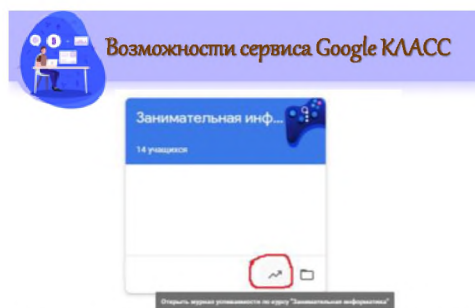 Возможности сервиса Google КЛАСС
Занимательная инф...
14 учащихся
Открыть журнал успеваемости по курсу "Занимательная информатика"